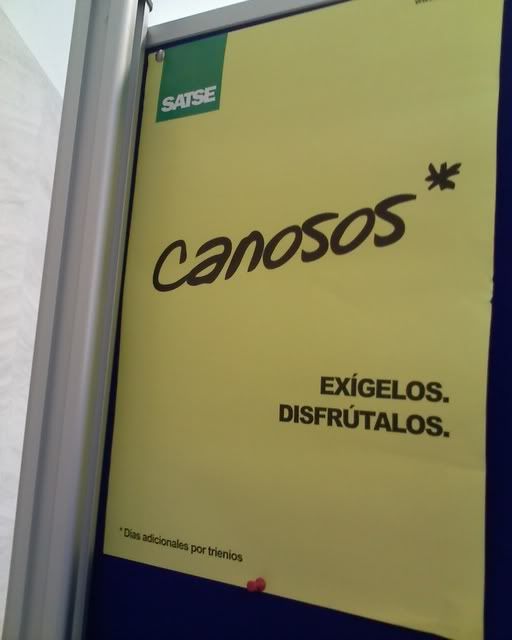 SATSE
canosos*
EXÍGELOS.
DISFRÚTALOS.
* Días adicionales por trienios